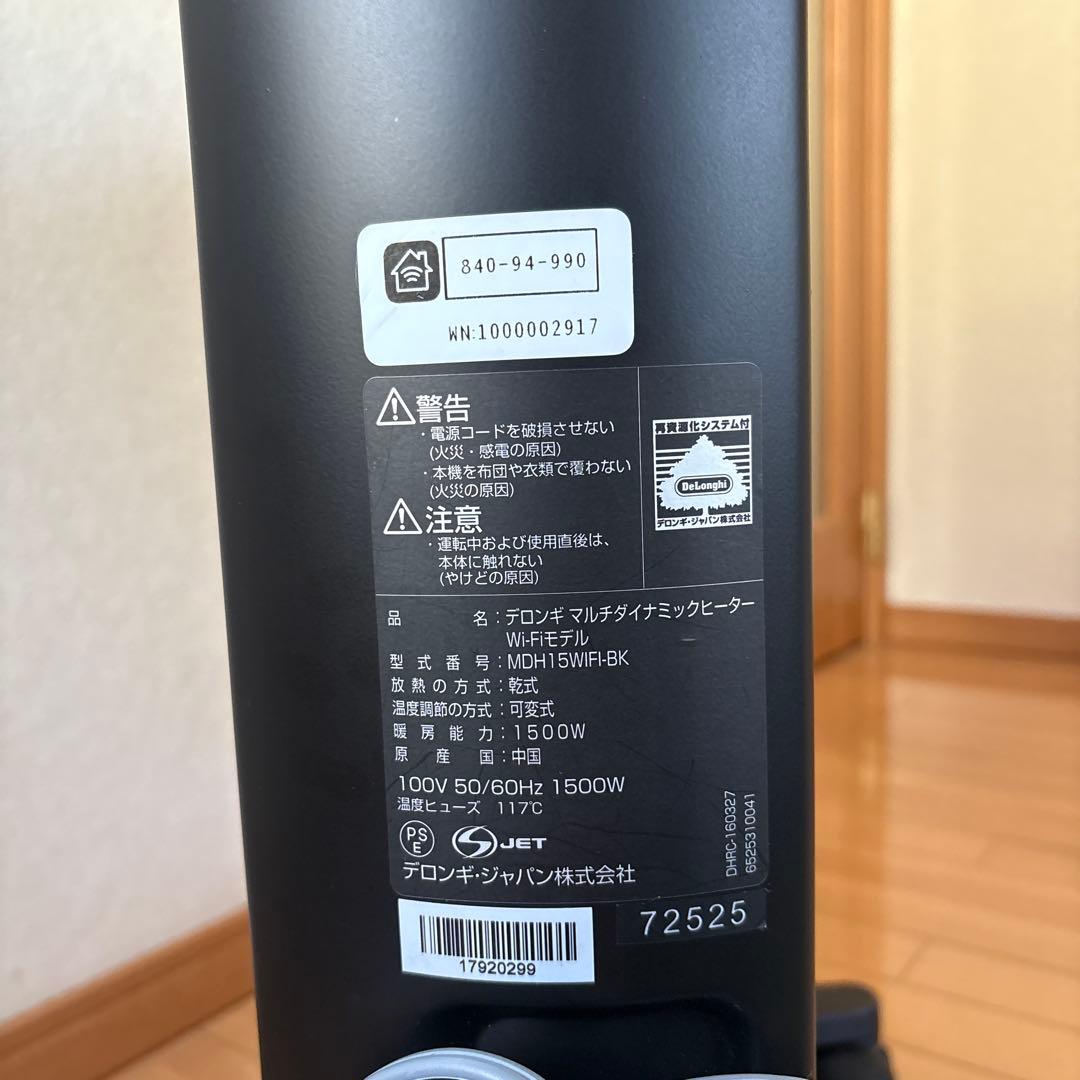 840-94-990
WN:1000002917
警告
・電源コードを破損させない
(火災・感電の原因)
・本機を布団や衣類で覆わない
(火災の原因)
注意
・運転中および使用直後は、
本体に触れない
(やけどの原因)
再資源化システム付
DeLonghi
デロンギ・ジャパン株式会社
品名:デロンギ マルチダイナミックヒーター
Wi-Fiモデル
型式番号:MDH15WIFI-BK
放熱の方式:乾式
温度調節の方式:可変式
暖房能力:1500W
原産国:中国
100V 50/60Hz 1500W
温度ヒューズ 117℃
PS
E
S JET
デロンギ・ジャパン株式会社
DHRC-160327
6525310041
17920299
72525